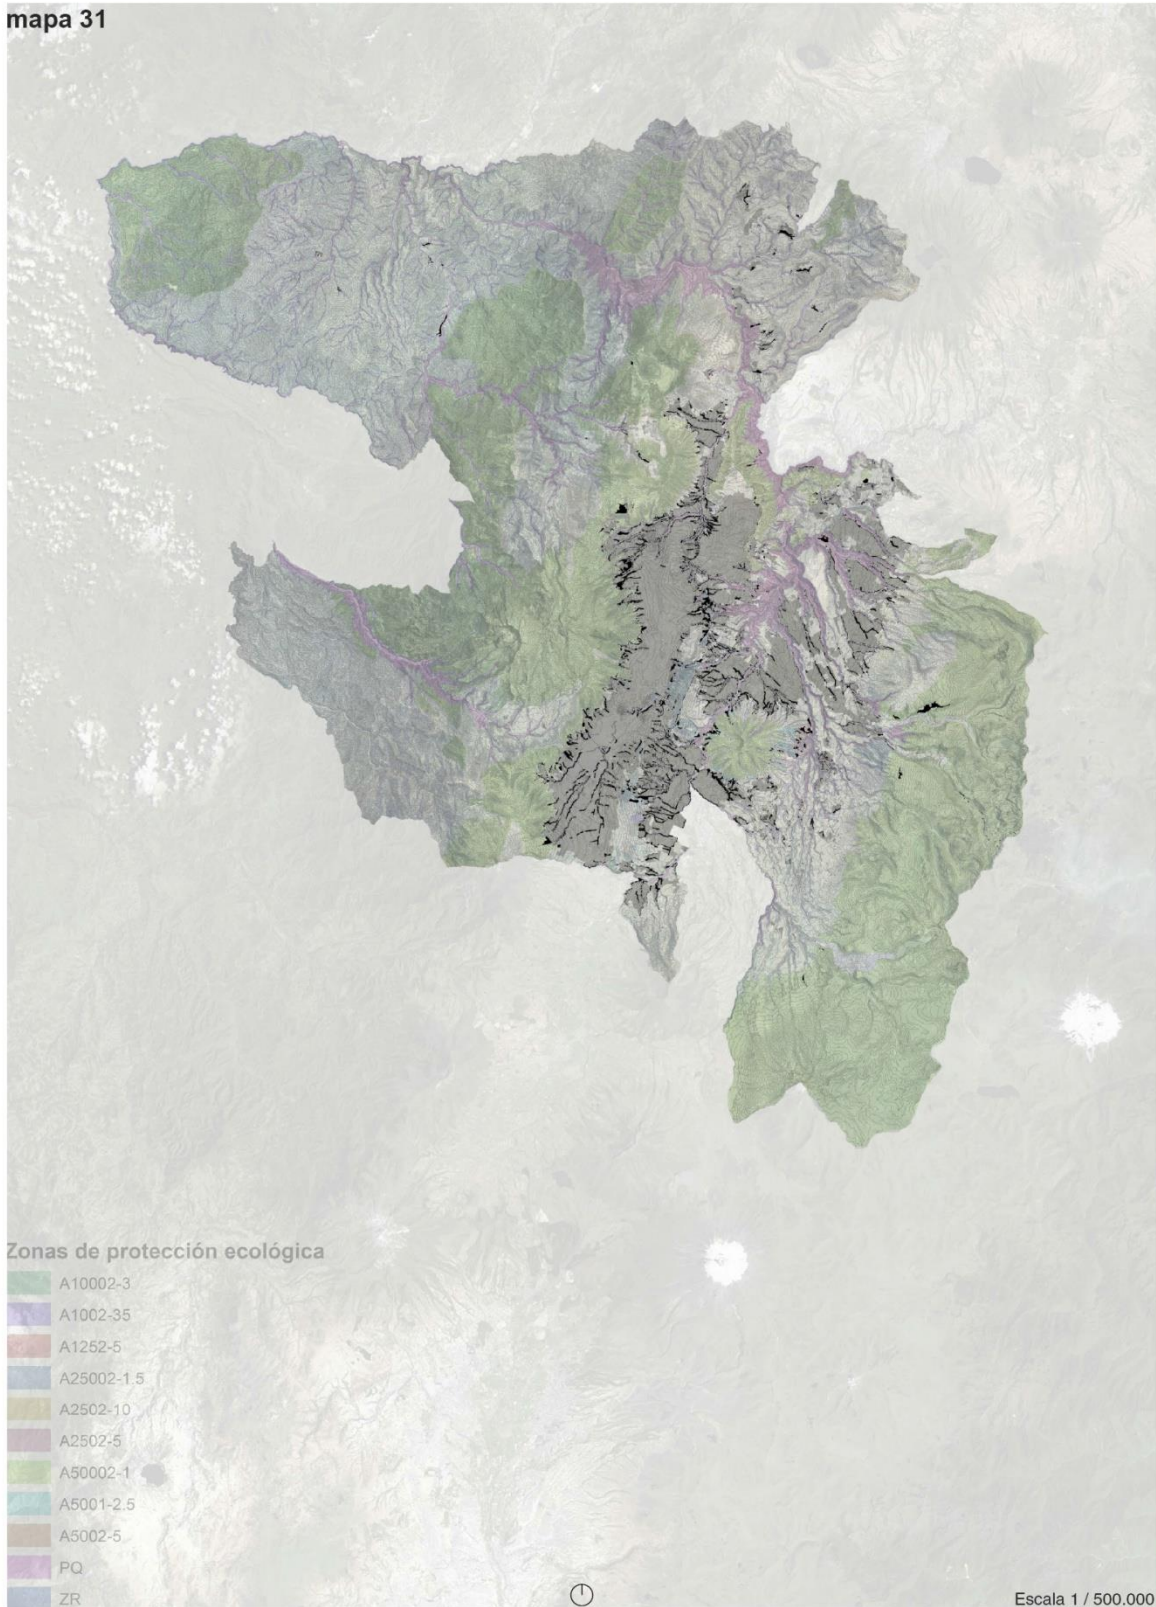 mapa 31
Zonas de protección ecológica
A10002-3
A1002-35
A1252-5
A25002-1.5
A2502-10
A2502-5
A50002-1
A5001-2.5
A5002-5
PQ
ZR
Escala 1 / 500.000